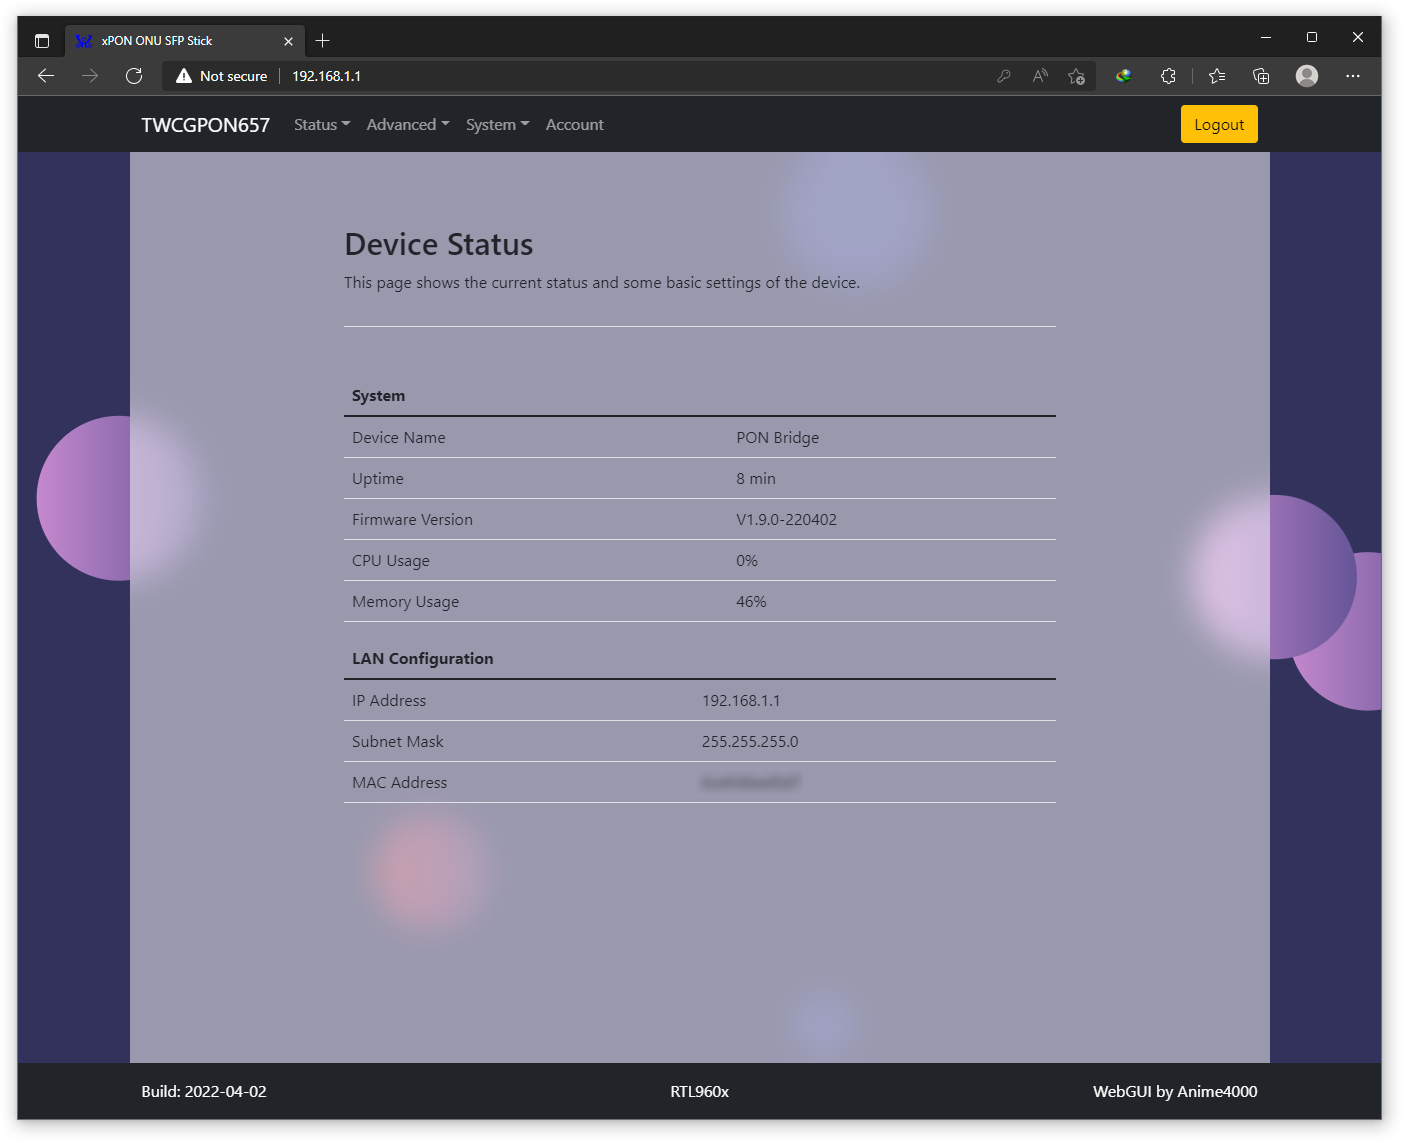 xPON ONU SFP Stick
Not secure 192.168.1.1
TWCGPON657 Status Advanced System Account Logout
Device Status
This page shows the current status and some basic settings of the device.
System
Device Name PON Bridge
Uptime 8 min
Firmware Version V1.9.0-220402
CPU Usage 0%
Memory Usage 46%
LAN Configuration
IP Address 192.168.1.1
Subnet Mask 255.255.255.0
MAC Address
Build: 2022-04-02 RTL960x WebGUI by Anime4000